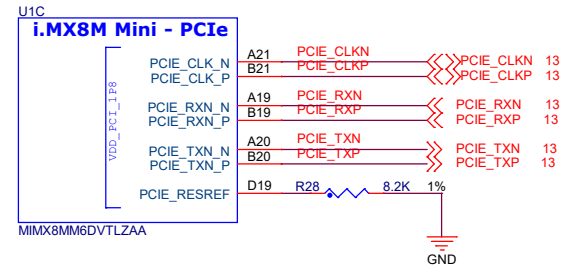 U1C
i.MX8M Mini - PCIe
VDD_PCI_1P8
PCIE_CLK_N A21 PCIE_CLKN PCIE_CLKN 13
PCIE_CLK_P B21 PCIE_CLKP PCIE_CLKP 13
PCIE_RXN_N A19 PCIE_RXN PCIE_RXN 13
PCIE_RXN_P B19 PCIE_RXP PCIE_RXP 13
PCIE_TXN_N A20 PCIE_TXN PCIE_TXN 13
PCIE_TXN_P B20 PCIE_TXP PCIE_TXP 13
PCIE_RESREF D19 R28 8.2K 1%
MIMX8MM6DVTLZAA
GND